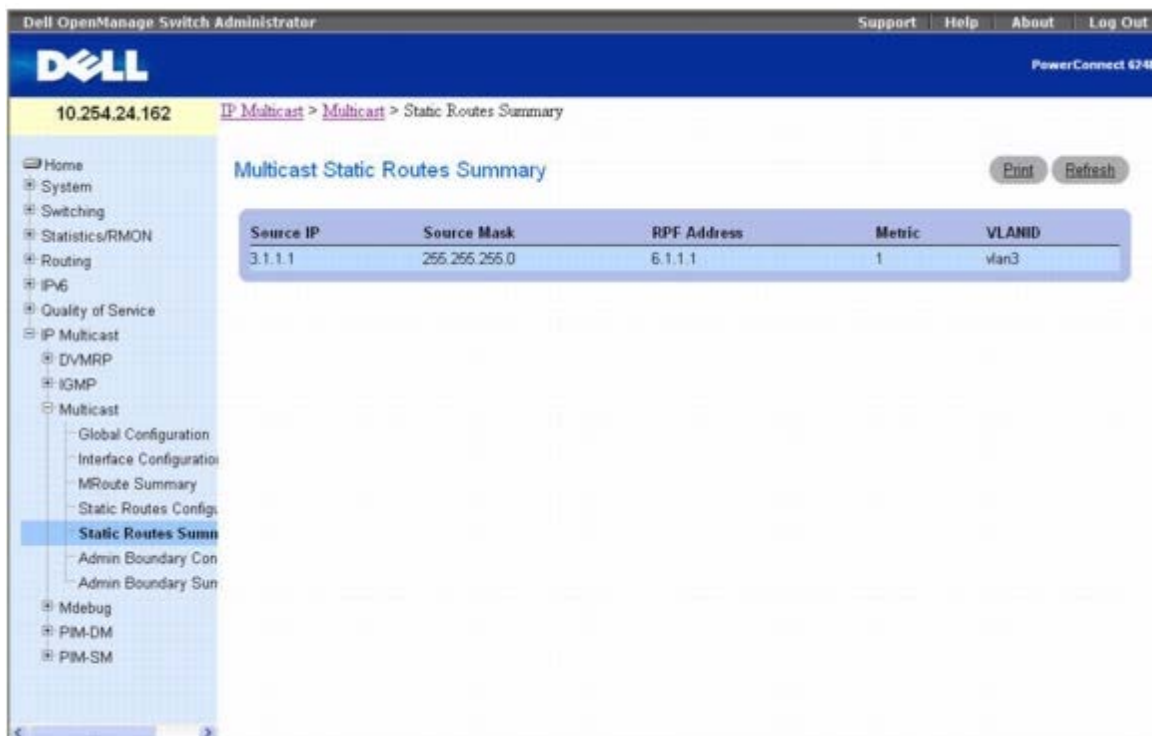 Dell OpenManage Switch Administrator Support Help About Log Out
DELL
PowerConnect 624
10.254.24.162
IP Multicast > Multicast > Static Routes Summary
Home
System
Switching
Statistics/RMON
Routing
IPv6
Quality of Service
IP Multicast
DVMRP
IGMP
Multicast
Global Configuration
Interface Configuratio
MRoute Summary
Static Routes Config
Static Routes Summ
Admin Boundary Con
Admin Boundary Sum
Mdebug
PIM-DM
PIM-SM
Multicast Static Routes Summary
Print Refresh
Source IP Source Mask RPF Address Metric VLANID
3.1.1.1 255.255.255.0 6.1.1.1 1 vlan3